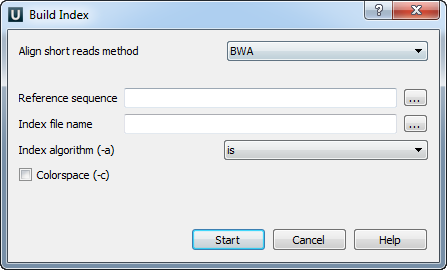 U Build Index ?
Align short reads method BWA
Reference sequence ...
Index file name ...
Index algorithm (-a) is
Colorspace (-c)
Start Cancel Help